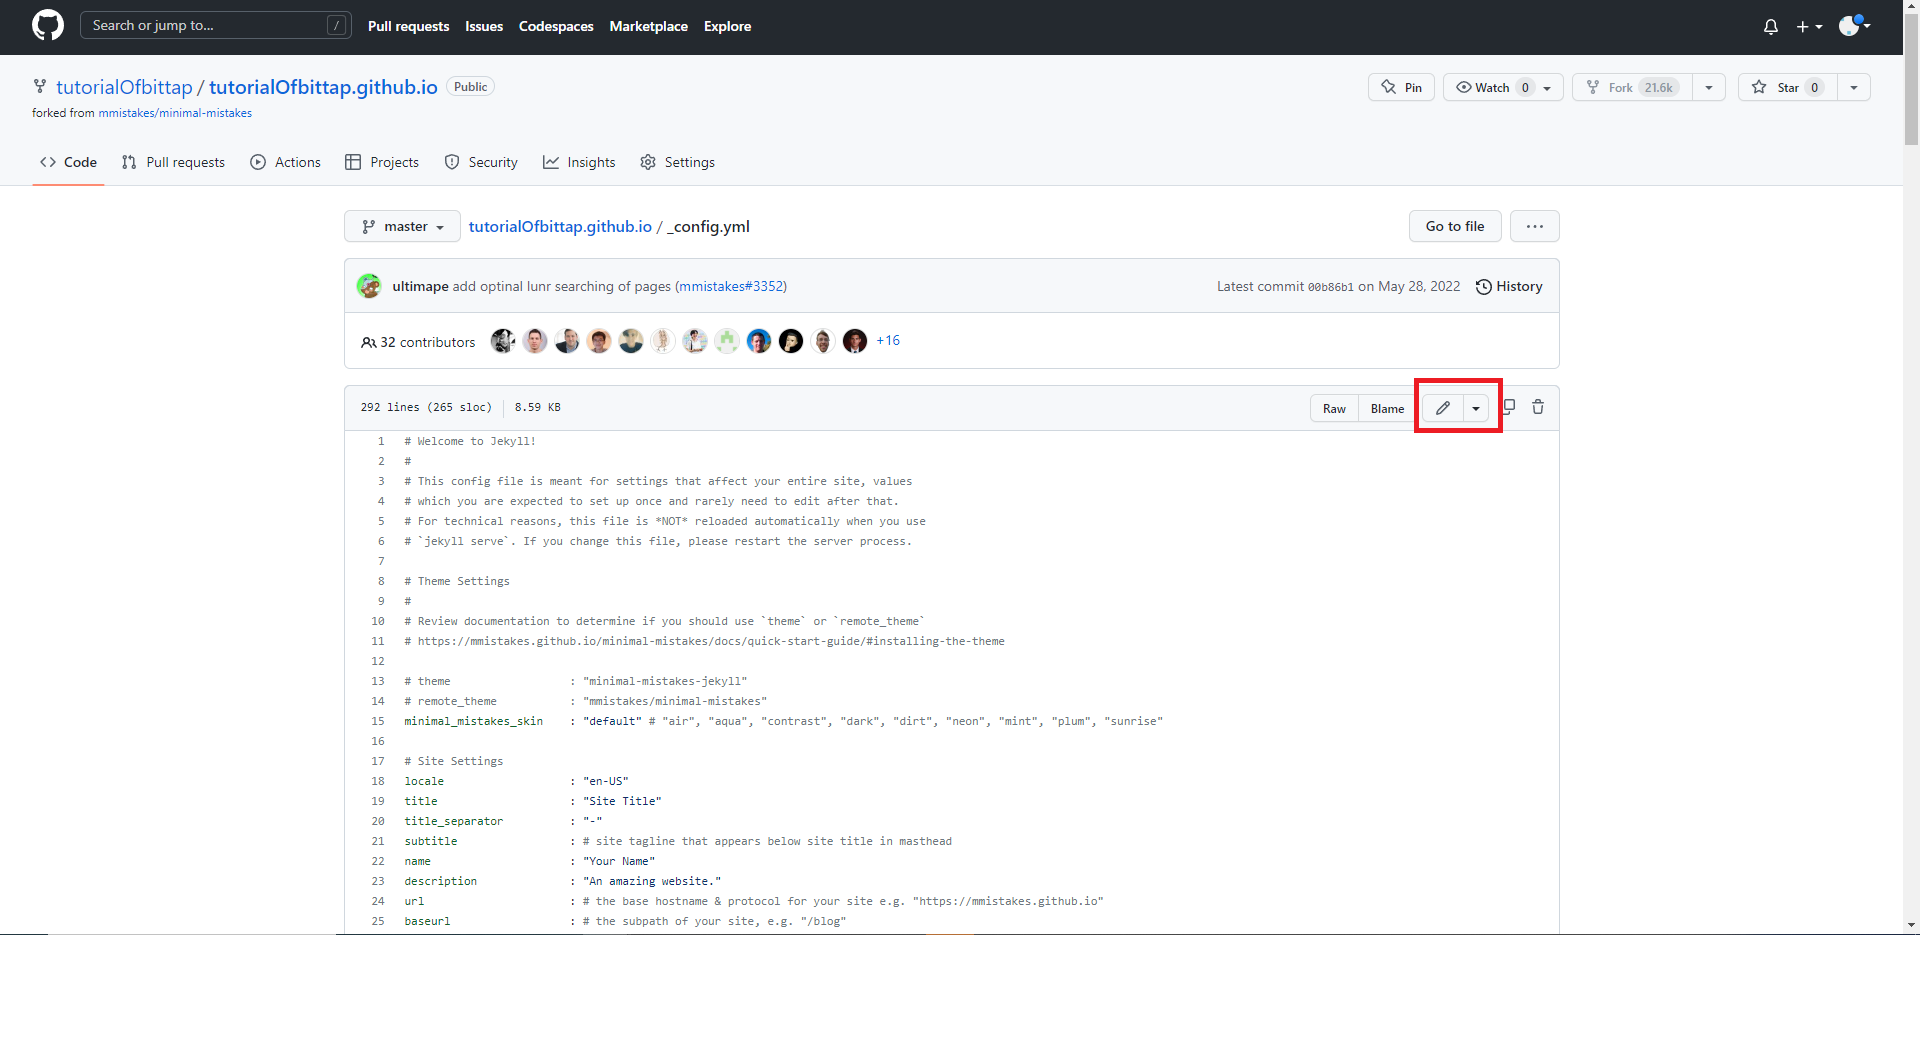 Search or jump to... /
Pull requests Issues Codespaces Marketplace Explore
tutorialOfbittap / tutorialOfbittap.github.io Public
forked from mmistakes/minimal-mistakes
Pin Watch 0 Fork 21.6k Star 0
Code Pull requests Actions Projects Security Insights Settings
master tutorialOfbittap.github.io / _config.yml Go to file ...
ultimape add optinal lunr searching of pages (mmistakes#3352) Latest commit 00b86b1 on May 28, 2022 History
32 contributors +16
292 lines (265 sloc) 8.59 KB Raw Blame
1 # Welcome to Jekyll!
2 #
3 # This config file is meant for settings that affect your entire site, values
4 # which you are expected to set up once and rarely need to edit after that.
5 # For technical reasons, this file is *NOT* reloaded automatically when you use
6 # `jekyll serve`. If you change this file, please restart the server process.
7
8 # Theme Settings
9 #
10 # Review documentation to determine if you should use `theme` or `remote_theme`
11 # https://mmistakes.github.io/minimal-mistakes/docs/quick-start-guide/#installing-the-theme
12
13 # theme : "minimal-mistakes-jekyll"
14 # remote_theme : "mmistakes/minimal-mistakes"
15 minimal_mistakes_skin : "default" # "air", "aqua", "contrast", "dark", "dirt", "neon", "mint", "plum", "sunrise"
16
17 # Site Settings
18 locale : "en-US"
19 title : "Site Title"
20 title_separator : "-"
21 subtitle : # site tagline that appears below site title in masthead
22 name : "Your Name"
23 description : "An amazing website."
24 url : # the base hostname & protocol for your site e.g. "https://mmistakes.github.io"
25 baseurl : # the subpath of your site, e.g. "/blog"